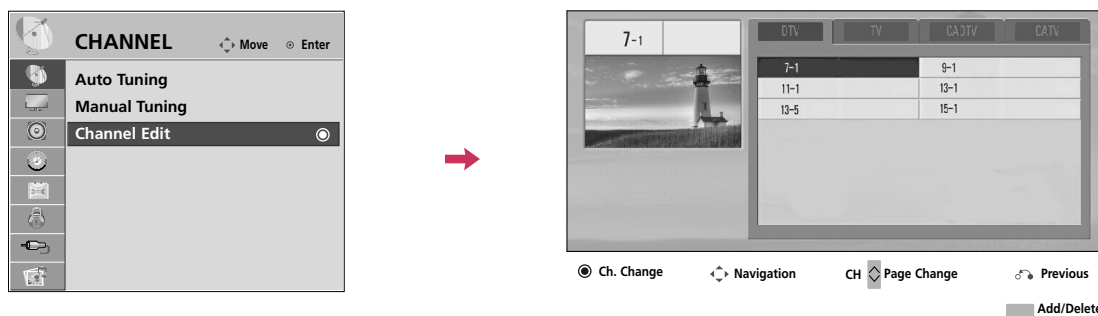 CHANNEL
Move
Enter
Auto Tuning
Manual Tuning
Channel Edit
7-1
DTV
TV
CADTV
CATV
7-1
9-1
11-1
13-1
13-5
15-1
Ch. Change
Navigation
CH
Page Change
Previous
Add/Delete